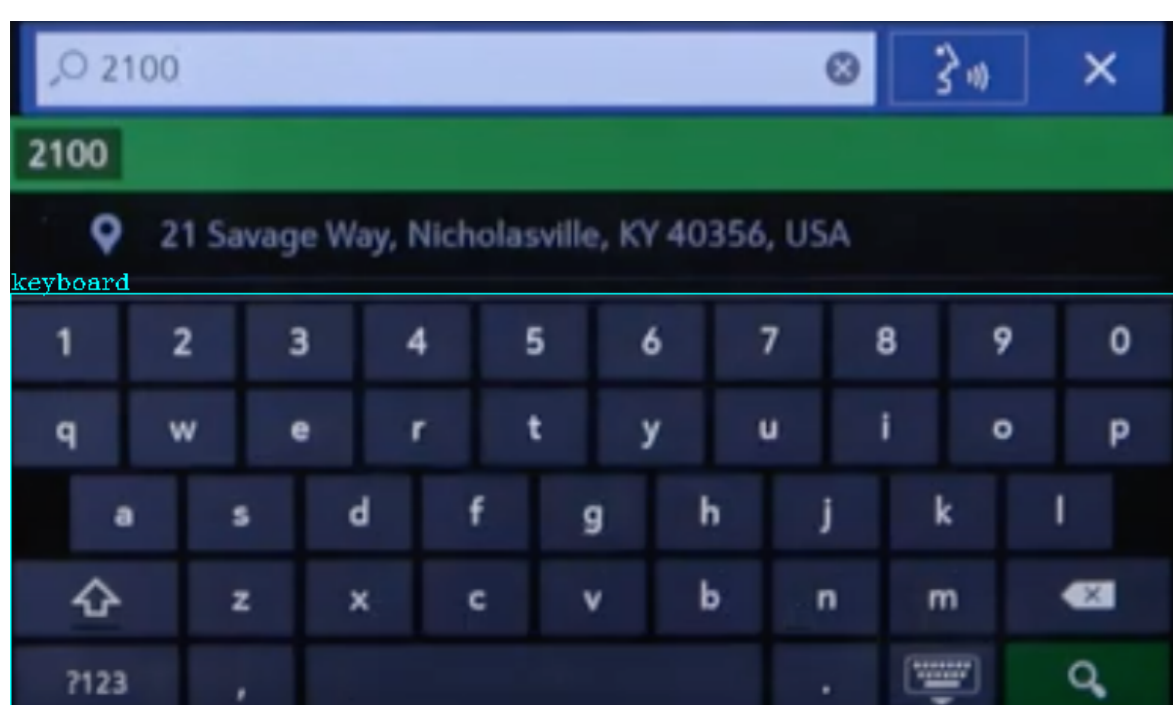 2100
2100
21 Savage Way, Nicholasville, KY 40356, USA
keyboard
1 2 3 4 5 6 7 8 9 0
q w e r t y u i o p
a s d f g h j k l
z x c v b n m
?123 , .